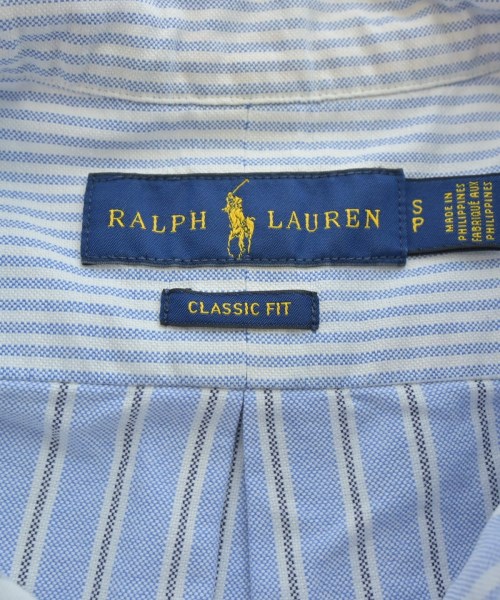 RALPH LAUREN
S
P
MADE IN
PHILIPPINES
FABRIQUÉ AUX
PHILIPPINES
CLASSIC FIT